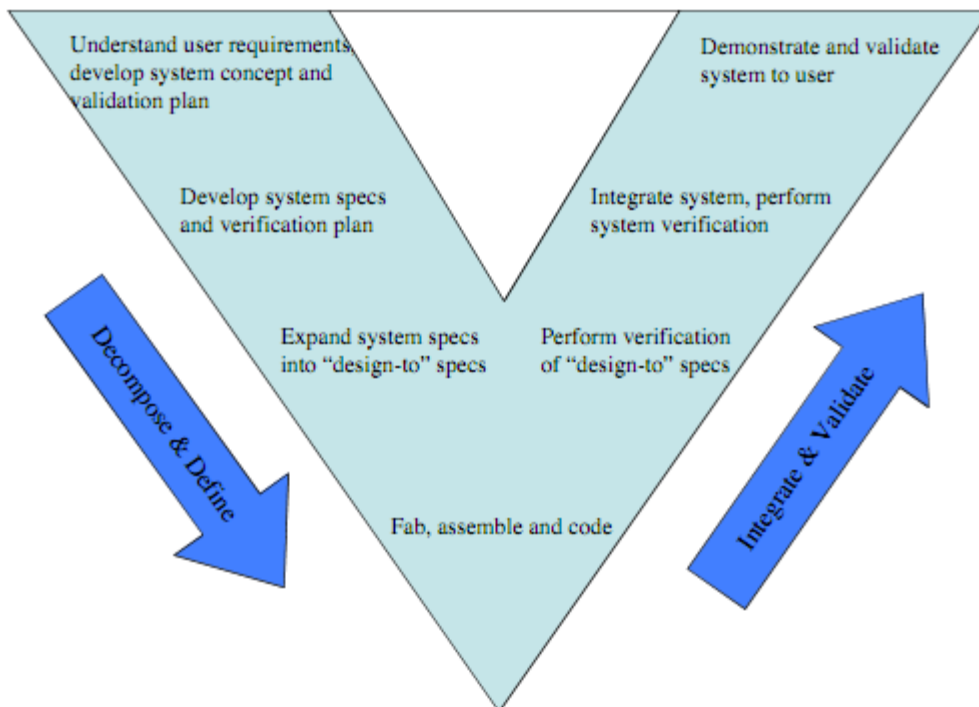 Understand user requirements,
develop system concept and
validation plan
Demonstrate and validate
system to user
Develop system specs
and verification plan
Integrate system, perform
system verification
Expand system specs
into “design-to” specs
Perform verification
of “design-to” specs
Fab, assemble and code
Decompose & Define
Integrate & Validate